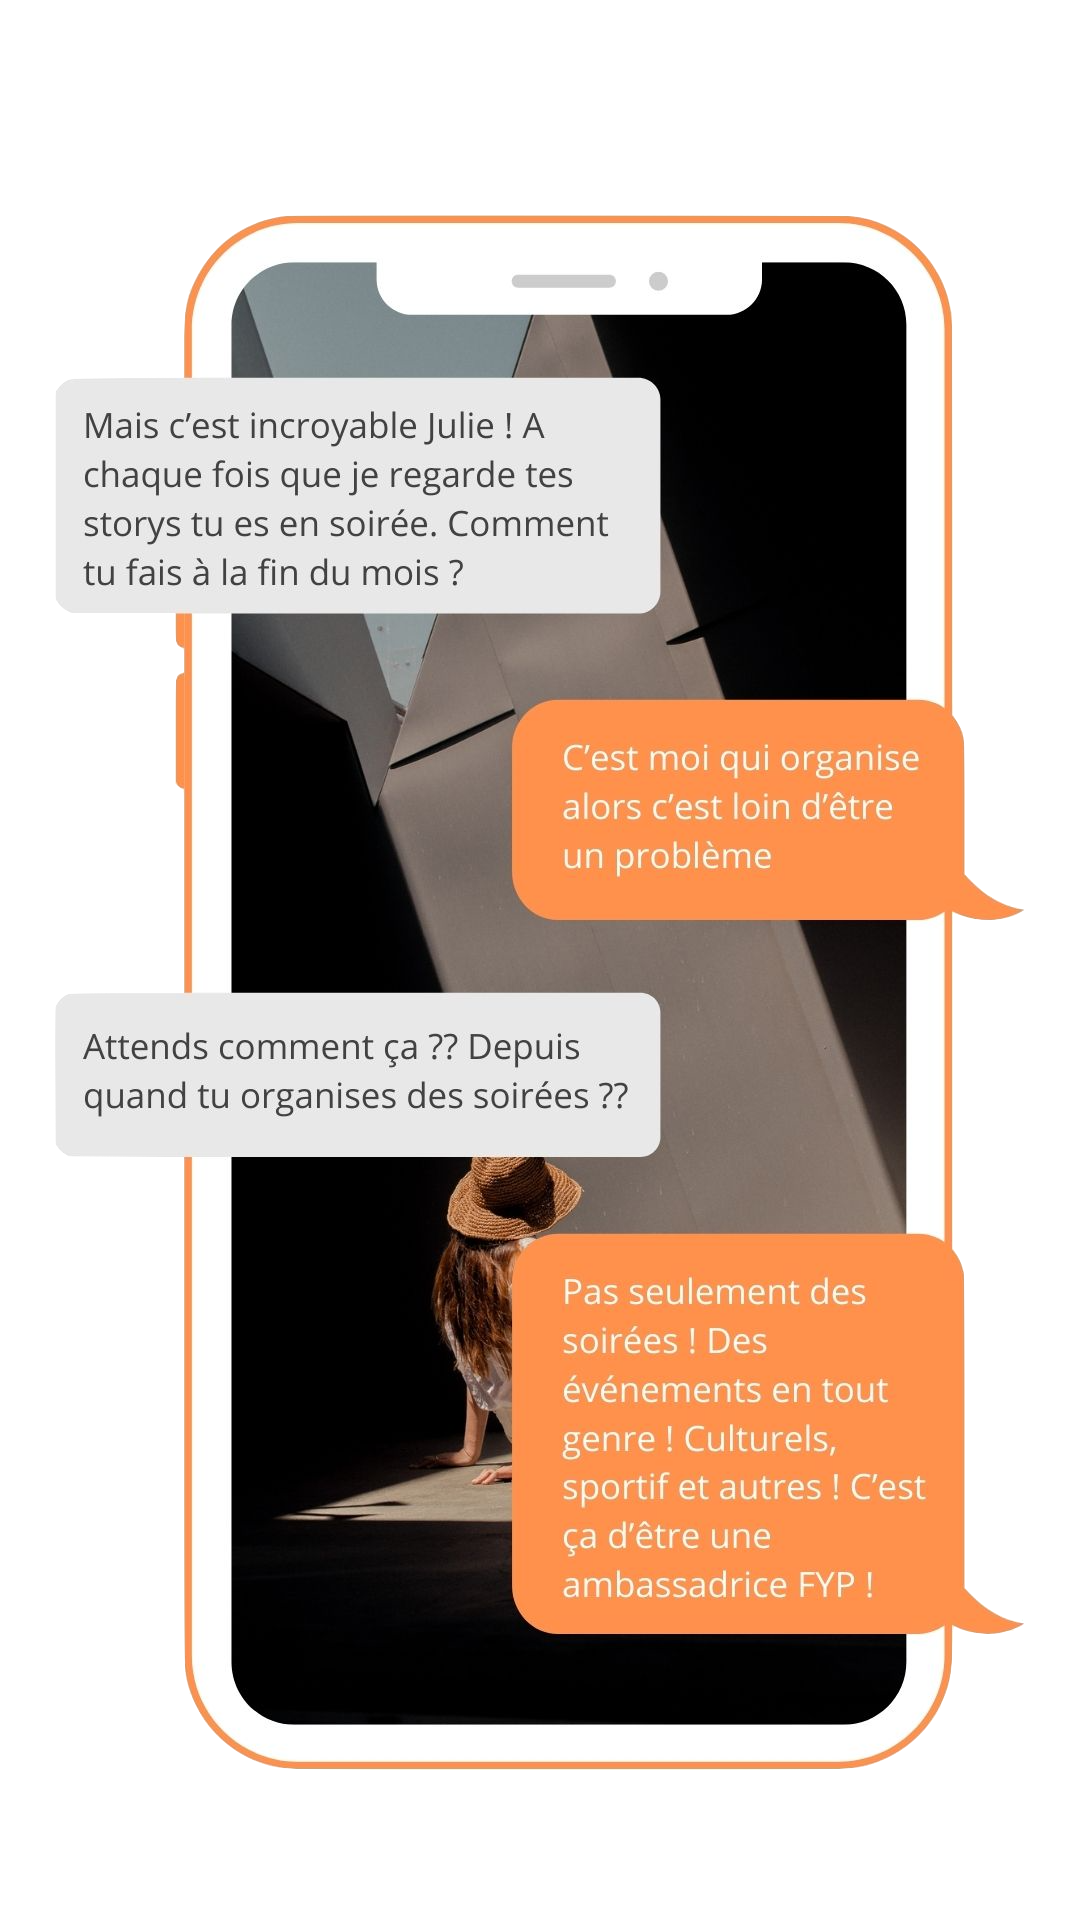 Mais c’est incroyable Julie ! A
chaque fois que je regarde tes
storys tu es en soirée. Comment
tu fais à la fin du mois ?
C’est moi qui organise
alors c’est loin d’être
un problème
Attends comment ça ?? Depuis
quand tu organises des soirées ??
Pas seulement des
soirées ! Des
événements en tout
genre ! Culturels,
sportif et autres ! C’est
ça d’être une
ambassadrice FYP !